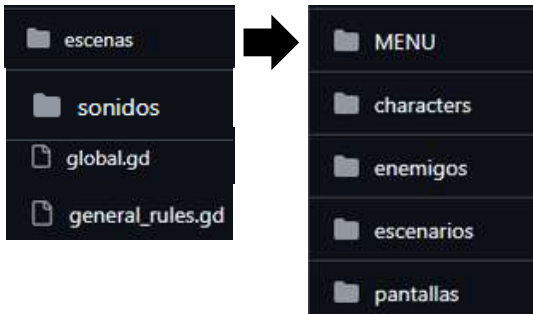 escenas
sonidos
global.gd
general_rules.gd
MENU
characters
enemigos
escenarios
pantallas